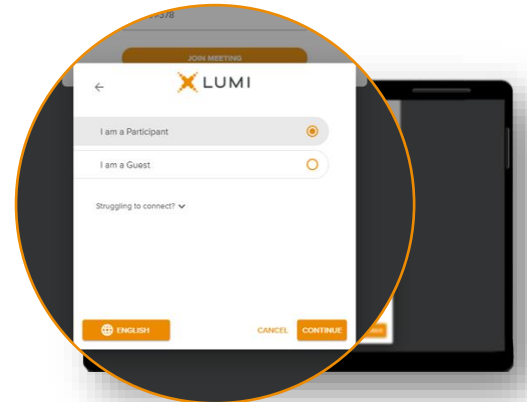 JOIN MEETING
LUMI
I am a Participant
I am a Guest
Struggling to connect?
ENGLISH
CANCEL
CONTINUE